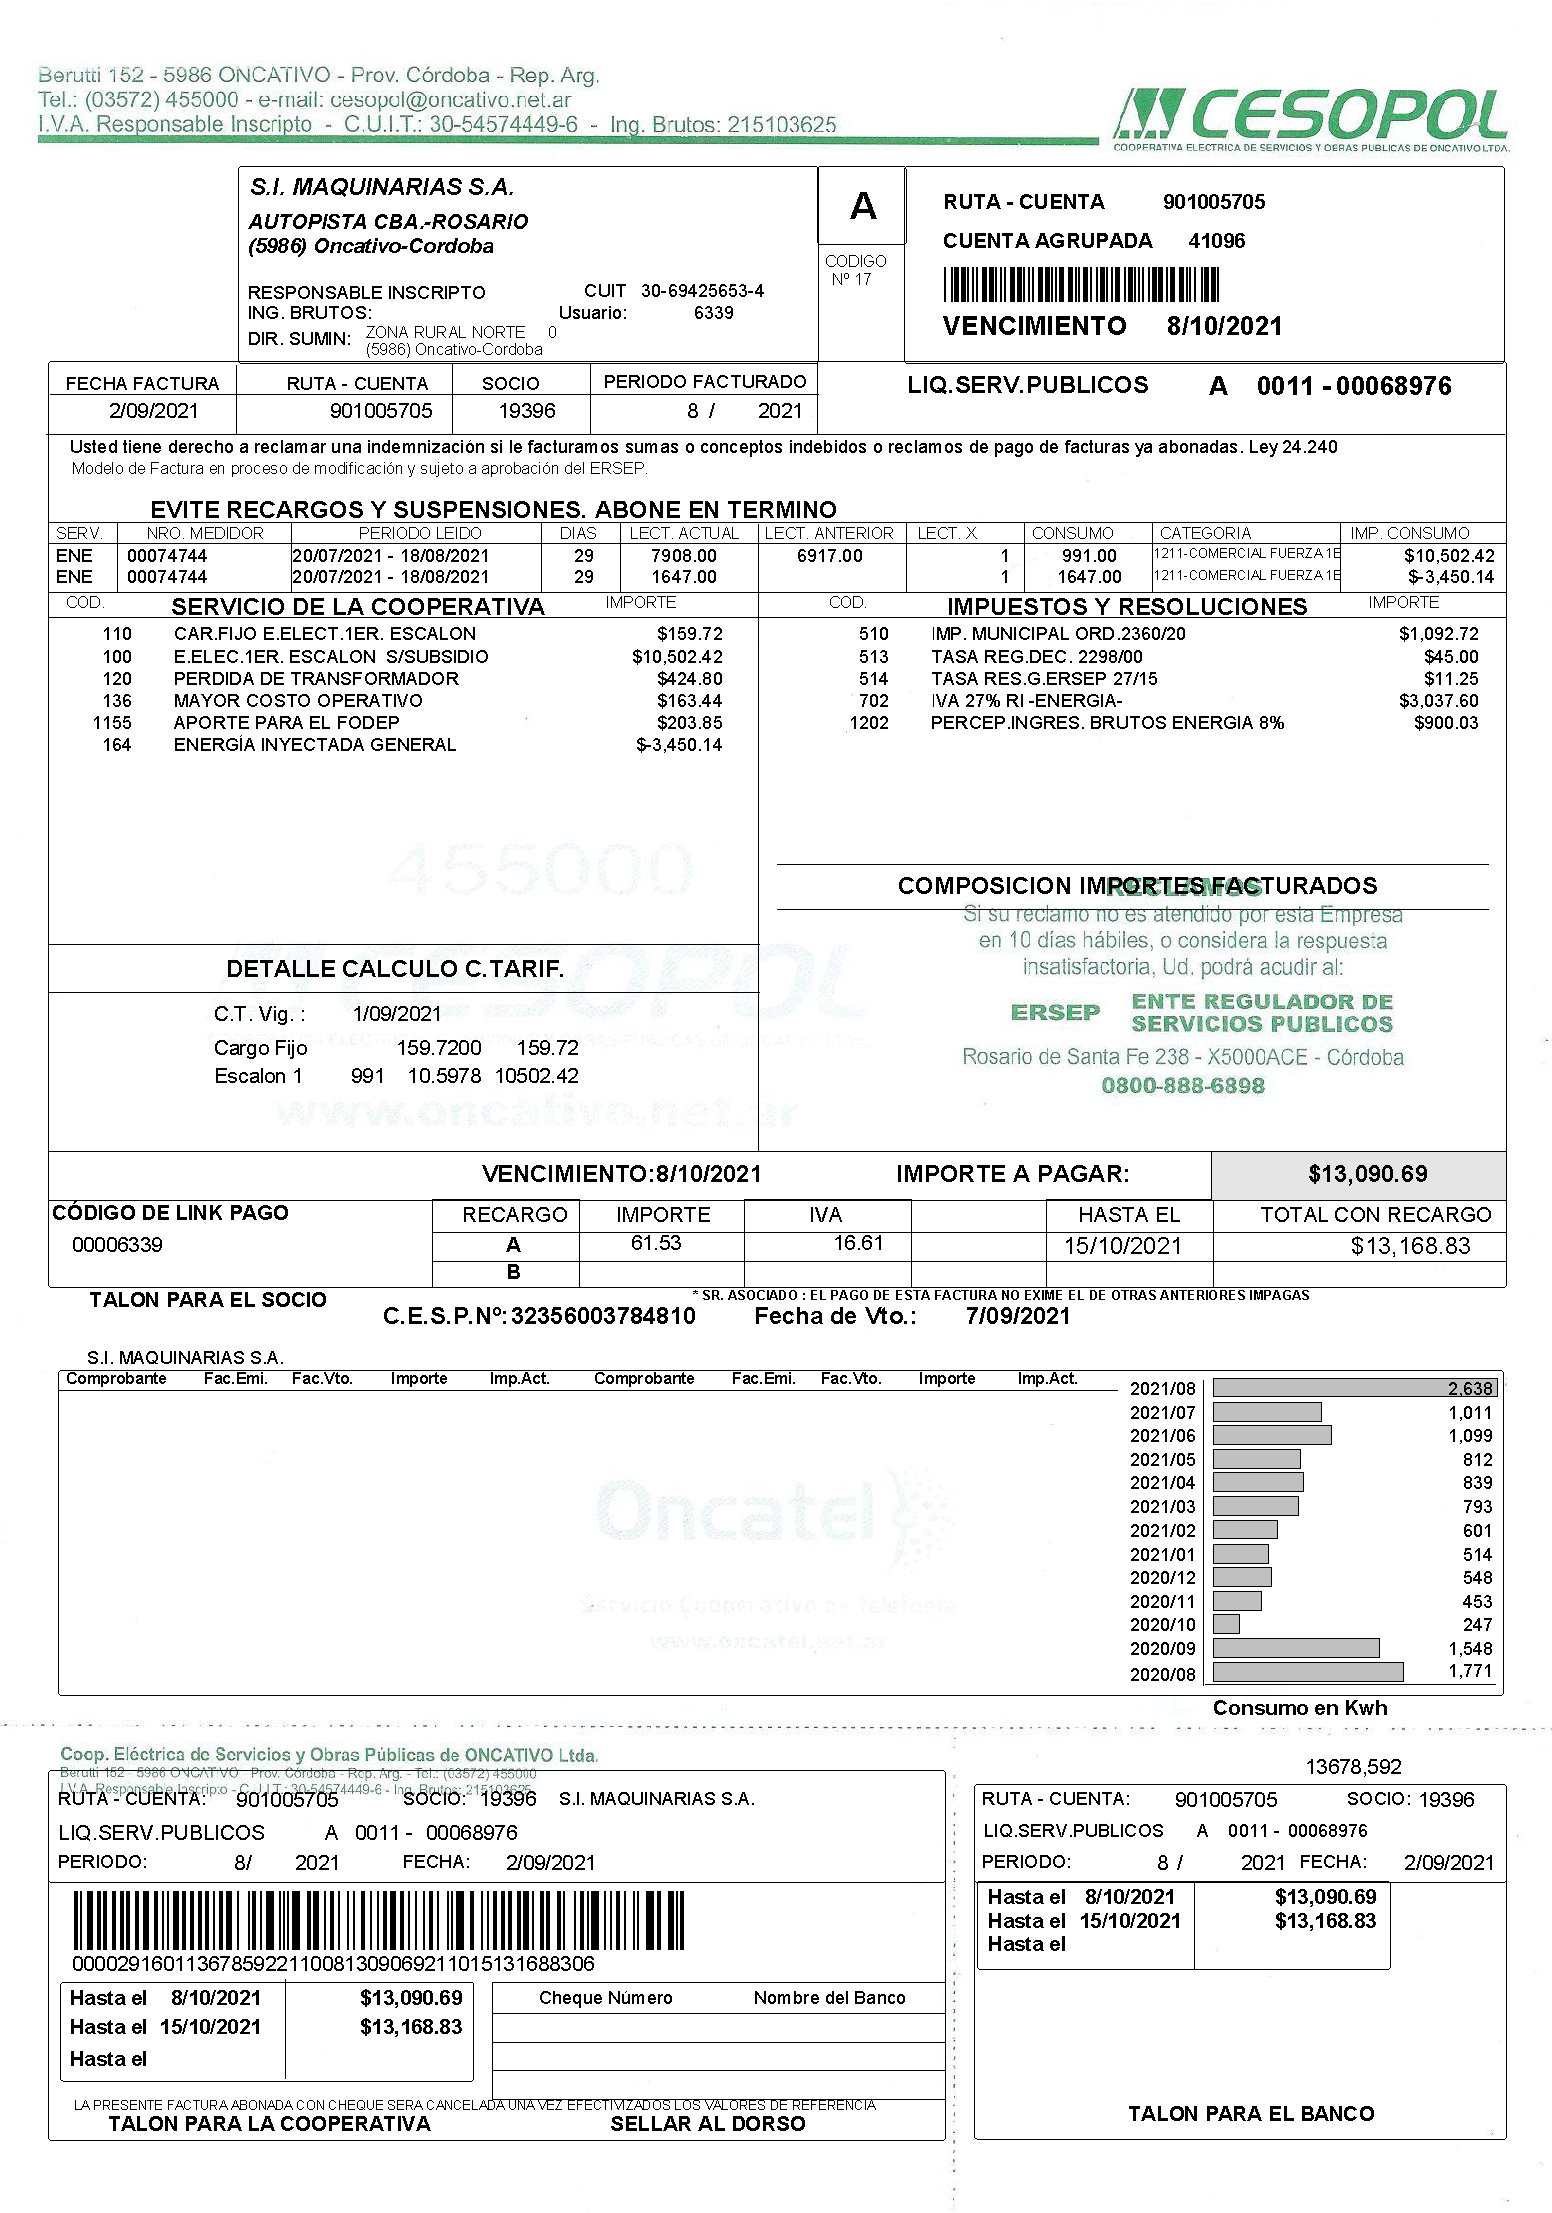 Berutti 152 - 5986 ONCATIVO - Prov. Córdoba - Rep. Arg.
Tel.: (03572) 455000 - e-mail: cesopol@oncativo.net.ar
I.V.A. Responsable Inscripto - C.U.I.T.: 30-54574449-6 - Ing. Brutos: 215103625
CESOPOL
COOPERATIVA ELECTRICA DE SERVICIOS Y OBRAS PUBLICAS DE ONCATIVO LTDA.
S.I. MAQUINARIAS S.A.
AUTOPISTA CBA.-ROSARIO
(5986) Oncativo-Cordoba
RESPONSABLE INSCRIPTO CUIT 30-69425653-4
ING. BRUTOS: Usuario: 6339
DIR. SUMIN: ZONA RURAL NORTE 0
(5986) Oncativo-Cordoba
A
CODIGO
Nº 17
RUTA - CUENTA 901005705
CUENTA AGRUPADA 41096
VENCIMIENTO 8/10/2021
FECHA FACTURA RUTA - CUENTA SOCIO PERIODO FACTURADO
2/09/2021 901005705 19396 8 / 2021
LIQ.SERV.PUBLICOS A 0011 - 00068976
Usted tiene derecho a reclamar una indemnización si le facturamos sumas o conceptos indebidos o reclamos de pago de facturas ya abonadas. Ley 24.240
Modelo de Factura en proceso de modificación y sujeto a aprobación del ERSEP.
EVITE RECARGOS Y SUSPENSIONES. ABONE EN TERMINO
SERV. NRO. MEDIDOR PERIODO LEIDO DIAS LECT. ACTUAL LECT. ANTERIOR LECT. X CONSUMO CATEGORIA IMP. CONSUMO
ENE 00074744 20/07/2021 - 18/08/2021 29 7908.00 6917.00 1 991.00 1211-COMERCIAL FUERZA 1E $10,502.42
ENE 00074744 20/07/2021 - 18/08/2021 29 1647.00 1 1647.00 1211-COMERCIAL FUERZA 1E $-3,450.14
COD. SERVICIO DE LA COOPERATIVA IMPORTE
110 CAR.FIJO E.ELECT.1ER. ESCALON $159.72
100 E.ELEC.1ER. ESCALON S/SUBSIDIO $10,502.42
120 PERDIDA DE TRANSFORMADOR $424.80
136 MAYOR COSTO OPERATIVO $163.44
1155 APORTE PARA EL FODEP $203.85
164 ENERGÍA INYECTADA GENERAL $-3,450.14
COD. IMPUESTOS Y RESOLUCIONES IMPORTE
510 IMP. MUNICIPAL ORD.2360/20 $1,092.72
513 TASA REG.DEC. 2298/00 $45.00
514 TASA RES.G.ERSEP 27/15 $11.25
702 IVA 27% RI -ENERGIA- $3,037.60
1202 PERCEP.INGRES. BRUTOS ENERGIA 8% $900.03
455000
CESOPOL
www.oncativo.net.ar
DETALLE CALCULO C.TARIF.
C.T. Vig. : 1/09/2021
Cargo Fijo 159.7200 159.72
Escalon 1 991 10.5978 10502.42
COMPOSICION IMPORTES FACTURADOS
RECLAMOS
Si su reclamo no es atendido por esta Empresa
en 10 días hábiles, o considera la respuesta
insatisfactoria, Ud. podrá acudir al:
ERSEP ENTE REGULADOR DE
SERVICIOS PUBLICOS
Rosario de Santa Fe 238 - X5000ACE - Córdoba
0800-888-6898
VENCIMIENTO:8/10/2021 IMPORTE A PAGAR: $13,090.69
CÓDIGO DE LINK PAGO
00006339
RECARGO IMPORTE IVA HASTA EL TOTAL CON RECARGO
A 61.53 16.61 15/10/2021 $13,168.83
B
TALON PARA EL SOCIO
* SR. ASOCIADO : EL PAGO DE ESTA FACTURA NO EXIME EL DE OTRAS ANTERIORES IMPAGAS
C.E.S.P.Nº: 32356003784810 Fecha de Vto.: 7/09/2021
S.I. MAQUINARIAS S.A.
Comprobante Fac.Emi. Fac.Vto. Importe Imp.Act. Comprobante Fac.Emi. Fac.Vto. Importe Imp.Act.
2021/08 2,638
2021/07 1,011
2021/06 1,099
2021/05 812
2021/04 839
2021/03 793
2021/02 601
2021/01 514
2020/12 548
2020/11 453
2020/10 247
2020/09 1,548
2020/08 1,771
Consumo en Kwh
Oncatel
Servicio Cooperativo de Telefonía
www.oncatel.net.ar
Coop. Eléctrica de Servicios y Obras Públicas de ONCATIVO Ltda.
Berutti 152 - 5986 ONCATIVO - Prov. Córdoba - Rep. Arg. - Tel.: (03572) 455000
I.V.A. Responsable Inscripto - C.U.I.T.: 30-54574449-6 - Ing. Brutos: 215103625
RUTA - CUENTA: 901005705 SOCIO: 19396 S.I. MAQUINARIAS S.A.
LIQ.SERV.PUBLICOS A 0011 - 00068976
PERIODO: 8/ 2021 FECHA: 2/09/2021
00002916011367859221100813090692110151316883​06
Hasta el 8/10/2021 $13,090.69
Hasta el 15/10/2021 $13,168.83
Hasta el
Cheque Número Nombre del Banco
LA PRESENTE FACTURA ABONADA CON CHEQUE SERA CANCELADA UNA VEZ EFECTIVIZADOS LOS VALORES DE REFERENCIA
TALON PARA LA COOPERATIVA SELLAR AL DORSO
13678,592
RUTA - CUENTA: 901005705 SOCIO: 19396
LIQ.SERV.PUBLICOS A 0011 - 00068976
PERIODO: 8 / 2021 FECHA: 2/09/2021
Hasta el 8/10/2021 $13,090.69
Hasta el 15/10/2021 $13,168.83
Hasta el
TALON PARA EL BANCO